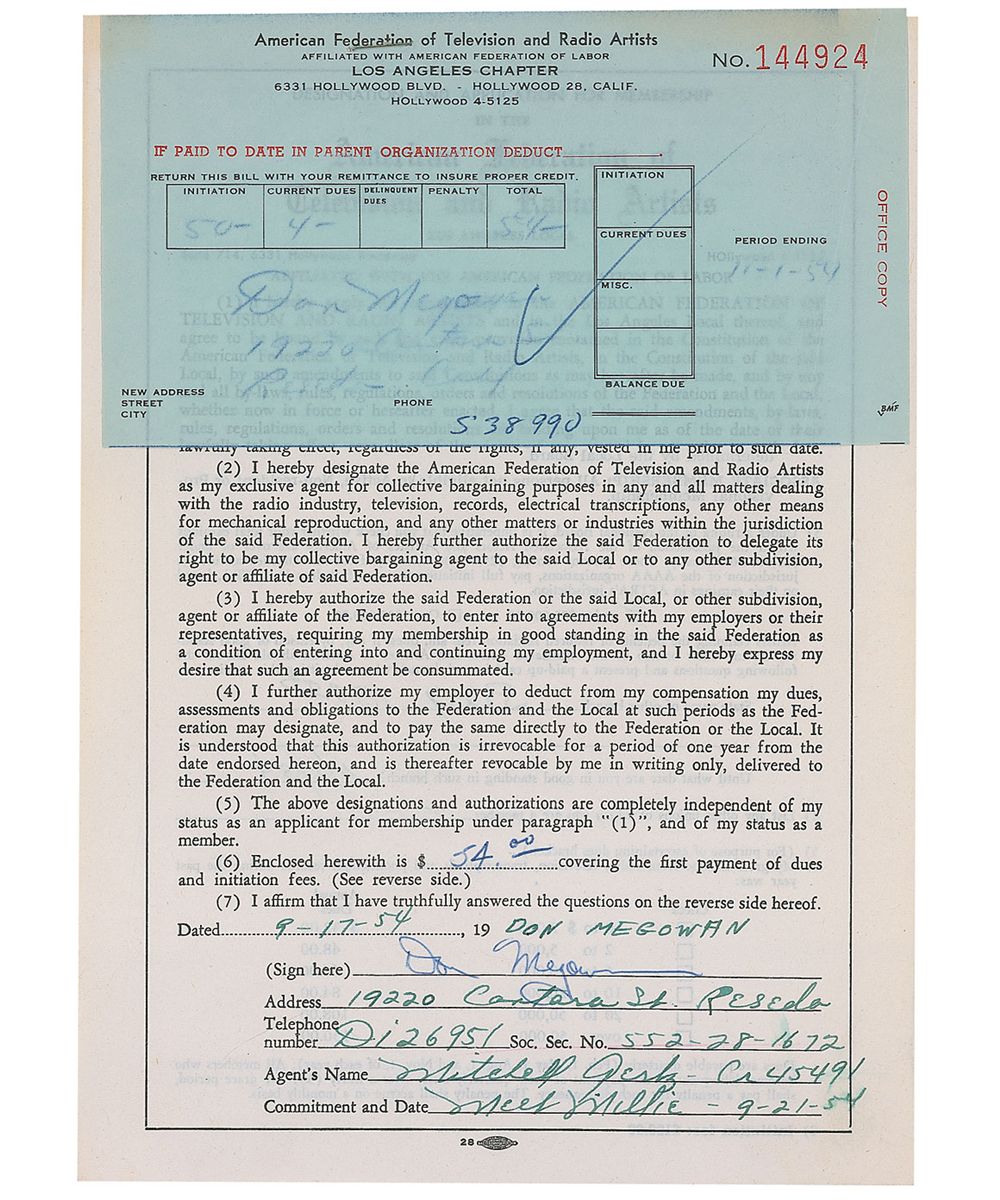 American Federation of Television and Radio Artists
AFFILIATED WITH AMERICAN FEDERATION OF LABOR
LOS ANGELES CHAPTER
6331 HOLLYWOOD BLVD. - HOLLYWOOD 28, CALIF.
HOLLYWOOD 4-5125
No. 144924
IF PAID TO DATE IN PARENT ORGANIZATION DEDUCT
RETURN THIS BILL WITH YOUR REMITTANCE TO INSURE PROPER CREDIT.
INITIATION CURRENT DUES DELINQUENT DUES PENALTY TOTAL
50- 4- 54-
INITIATION
CURRENT DUES
MISC.
BALANCE DUE
PERIOD ENDING
11-1-54
OFFICE COPY
Don Megowan
19220
NEW ADDRESS
STREET
CITY
PHONE
S38990
BMF
lawfully taking effect, regardless of the rights, if any, vested in me prior to such date.
(2) I hereby designate the American Federation of Television and Radio Artists
as my exclusive agent for collective bargaining purposes in any and all matters dealing
with the radio industry, television, records, electrical transcriptions, any other means
for mechanical reproduction, and any other matters or industries within the jurisdiction
of the said Federation. I hereby further authorize the said Federation to delegate its
right to be my collective bargaining agent to the said Local or to any other subdivision,
agent or affiliate of said Federation.
(3) I hereby authorize the said Federation or the said Local, or other subdivision,
agent or affiliate of the Federation, to enter into agreements with my employers or their
representatives, requiring my membership in good standing in the said Federation as
a condition of entering into and continuing my employment, and I hereby express my
desire that such an agreement be consummated.
(4) I further authorize my employer to deduct from my compensation my dues,
assessments and obligations to the Federation and the Local at such periods as the Fed-
eration may designate, and to pay the same directly to the Federation or the Local. It
is understood that this authorization is irrevocable for a period of one year from the
date endorsed hereon, and is thereafter revocable by me in writing only, delivered to
the Federation and the Local.
(5) The above designations and authorizations are completely independent of my
status as an applicant for membership under paragraph "(1)", and of my status as a
member.
(6) Enclosed herewith is $ 54.00 covering the first payment of dues
and initiation fees. (See reverse side.)
(7) I affirm that I have truthfully answered the questions on the reverse side hereof.
Dated 9-17-54, 19 DON MEGOWAN
(Sign here) Don Megowan
Address 19220 Cantara St. Reseda
Telephone
number Di 26951 Soc. Sec. No. 552-28-1672
Agent's Name Mitchell Gertz - Cr 45491
Commitment and Date Meet Millie - 9-21-54
28